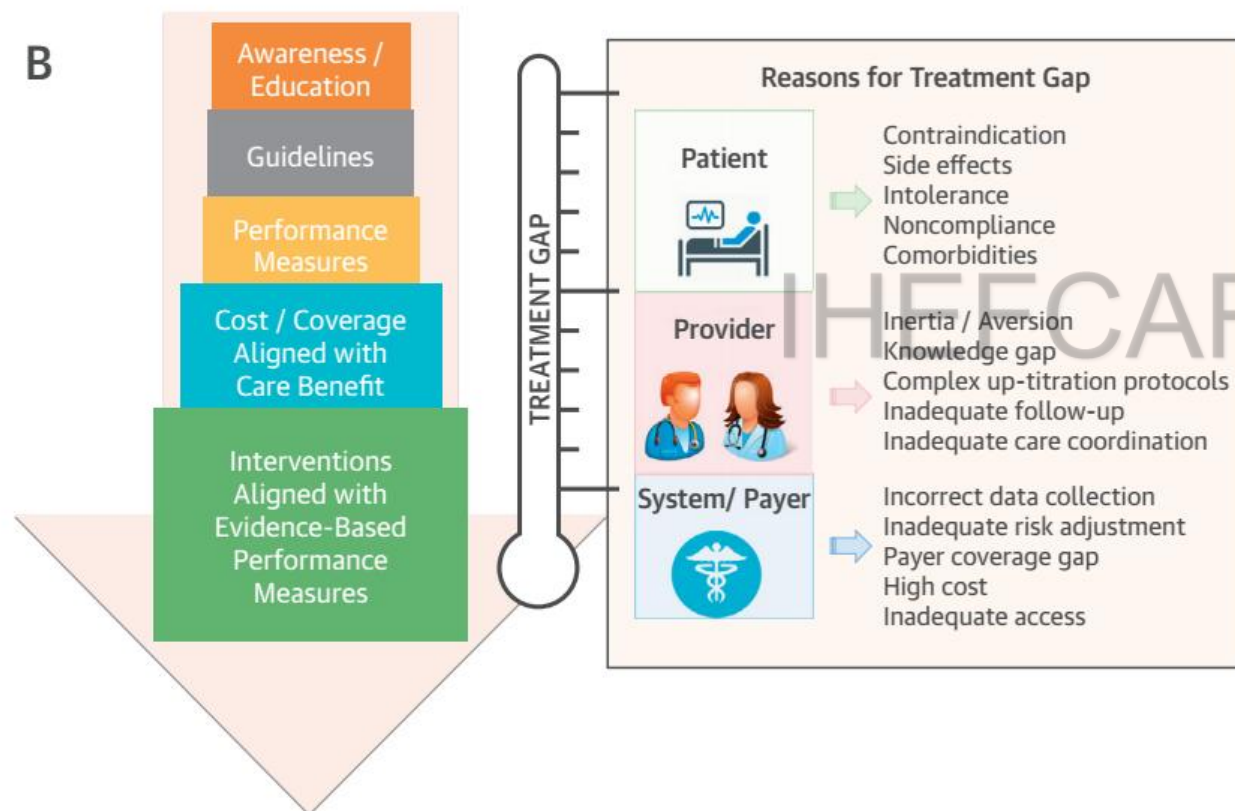 B
Awareness /
Education
Guidelines
Performance
Measures
Cost / Coverage
Aligned with
Care Benefit
Interventions
Aligned with
Evidence-Based
Performance
Measures
TREATMENT GAP
Reasons for Treatment Gap
Patient
Contraindication
Side effects
Intolerance
Noncompliance
Comorbidities
Provider
Inertia / Aversion
Knowledge gap
Complex up-titration protocols
Inadequate follow-up
Inadequate care coordination
System/ Payer
Incorrect data collection
Inadequate risk adjustment
Payer coverage gap
High cost
Inadequate access